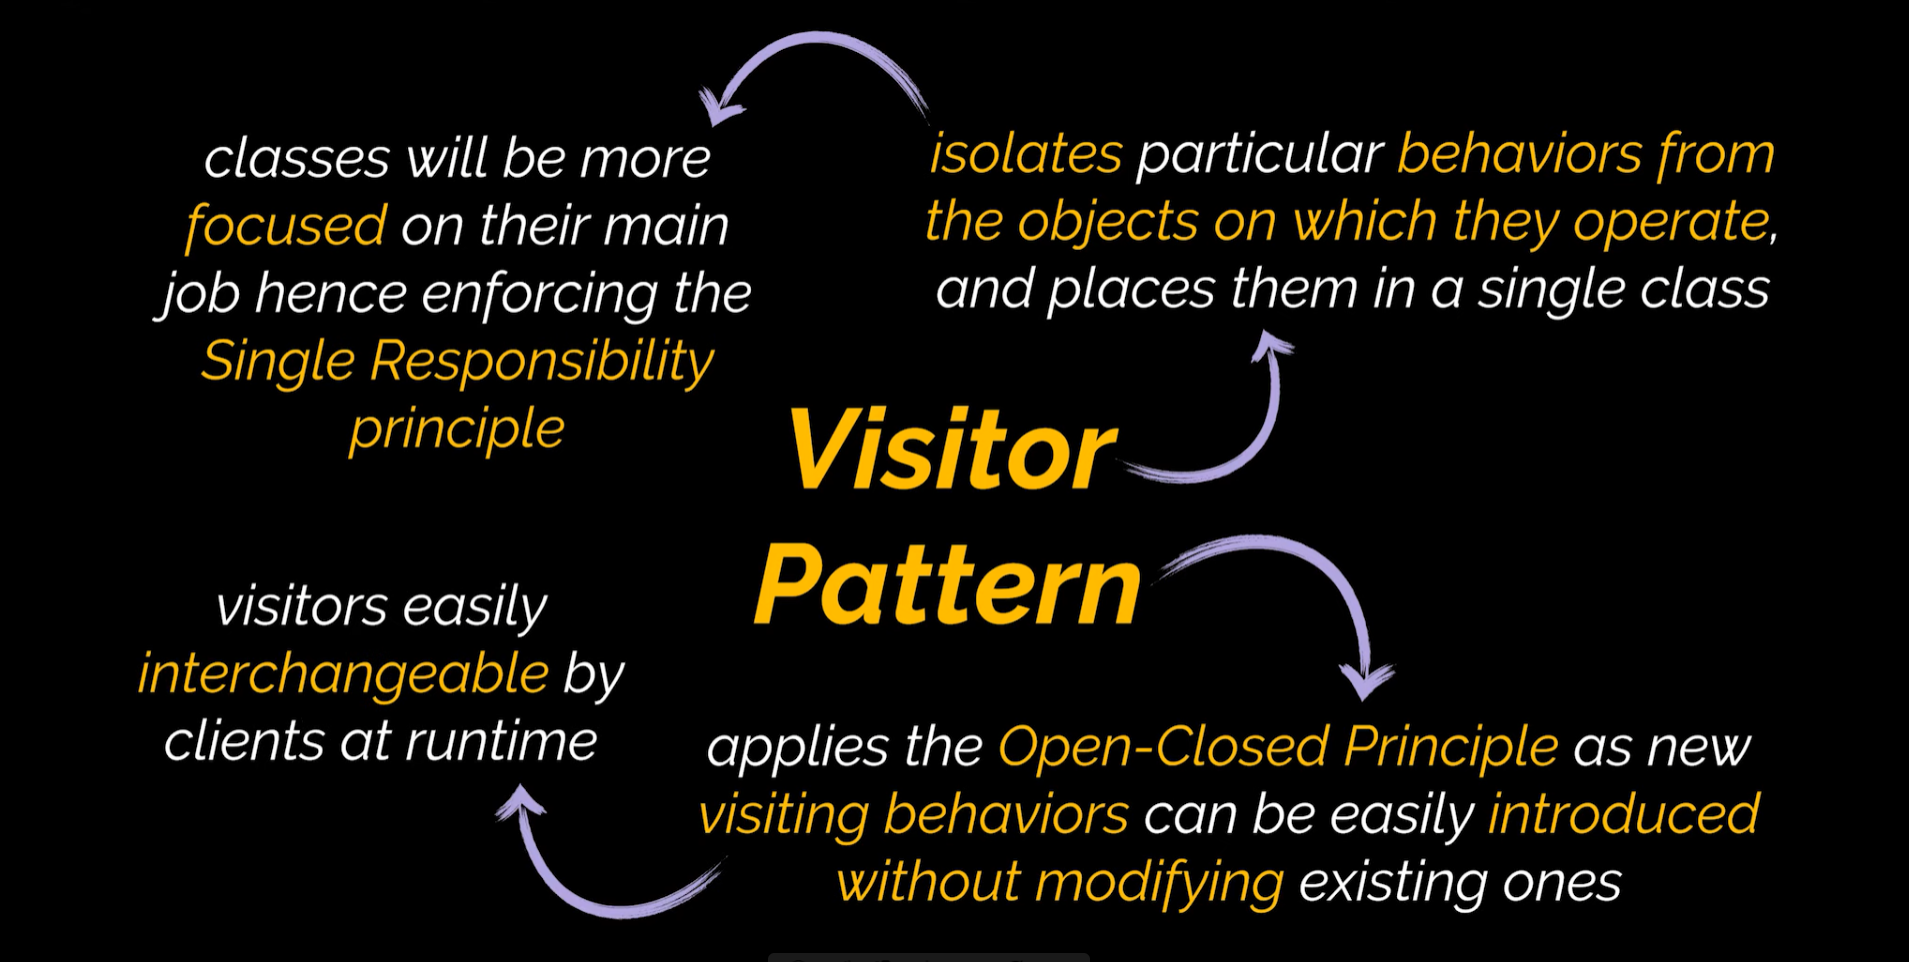 classes will be more
focused on their main
job hence enforcing the
Single Responsibility
principle
isolates particular behaviors from
the objects on which they operate,
and places them in a single class
Visitor
Pattern
visitors easily
interchangeable by
clients at runtime
applies the Open-Closed Principle as new
visiting behaviors can be easily introduced
without modifying existing ones